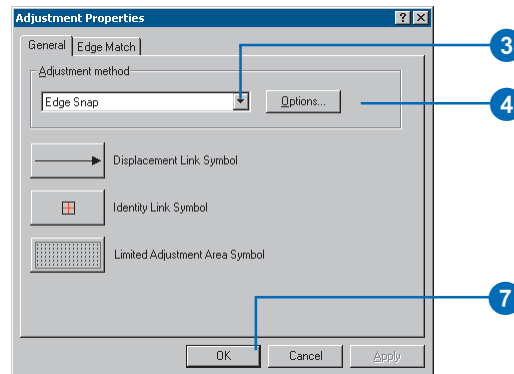 Adjustment Properties
General Edge Match
Adjustment method
Edge Snap Options...
Displacement Link Symbol
Identity Link Symbol
Limited Adjustment Area Symbol
OK Cancel Apply
3
4
7